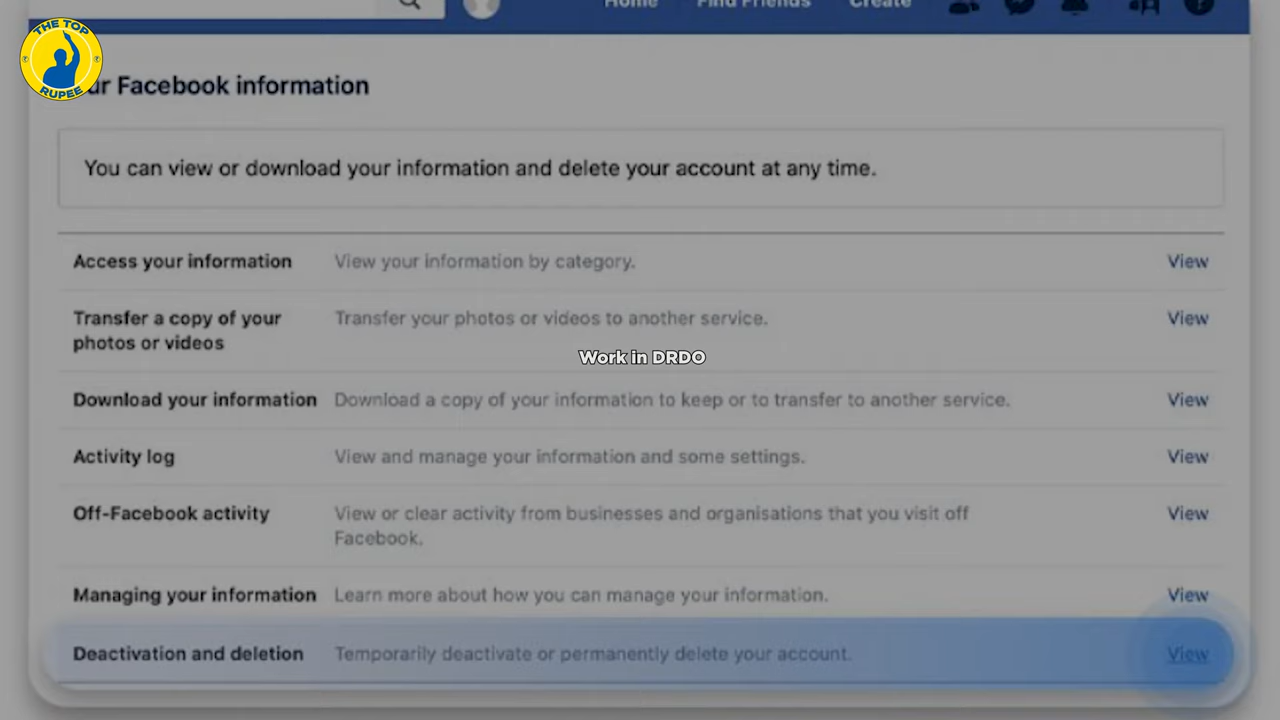 Home Find Friends Create
THE TOP
RUPEE
ur Facebook information
You can view or download your information and delete your account at any time.
Access your information View your information by category. View
Transfer a copy of your Transfer your photos or videos to another service. View
photos or videos
Work in DRDO
Download your information Download a copy of your information to keep or to transfer to another service. View
Activity log View and manage your information and some settings. View
Off-Facebook activity View or clear activity from businesses and organisations that you visit off View
Facebook.
Managing your information Learn more about how you can manage your information. View
Deactivation and deletion Temporarily deactivate or permanently delete your account. View